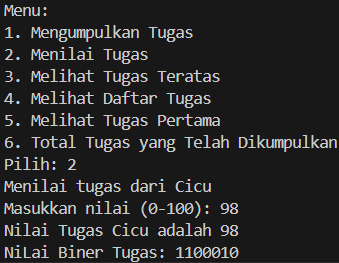 Menu:
1. Mengumpulkan Tugas
2. Menilai Tugas
3. Melihat Tugas Teratas
4. Melihat Daftar Tugas
5. Melihat Tugas Pertama
6. Total Tugas yang Telah Dikumpulkan
Pilih: 2
Menilai tugas dari Cicu
Masukkan nilai (0-100): 98
Nilai Tugas Cicu adalah 98
NiLai Biner Tugas: 1100010